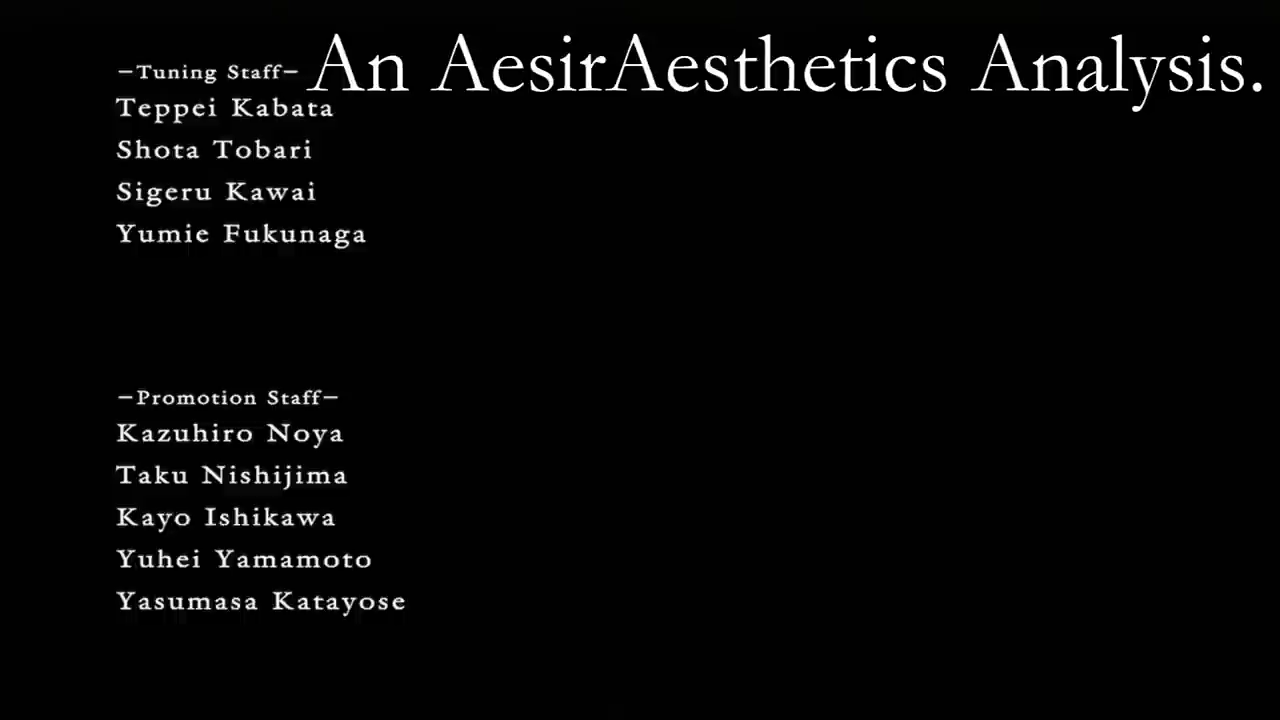 An AesirAesthetics Analysis.
—Tuning Staff—
Teppei Kabata
Shota Tobari
Sigeru Kawai
Yumie Fukunaga
—Promotion Staff—
Kazuhiro Noya
Taku Nishijima
Kayo Ishikawa
Yuhei Yamamoto
Yasumasa Katayose